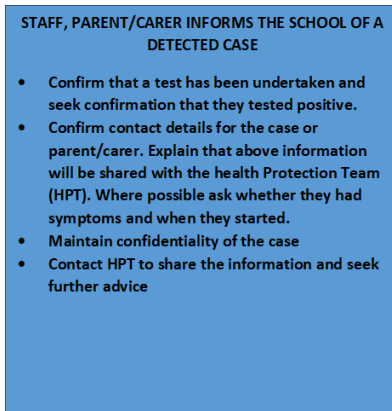 STAFF, PARENT/CARER INFORMS THE SCHOOL OF A
DETECTED CASE
• Confirm that a test has been undertaken and
seek confirmation that they tested positive.
• Confirm contact details for the case or
parent/carer. Explain that above information
will be shared with the health Protection Team
(HPT). Where possible ask whether they had
symptoms and when they started.
• Maintain confidentiality of the case
• Contact HPT to share the information and seek
further advice